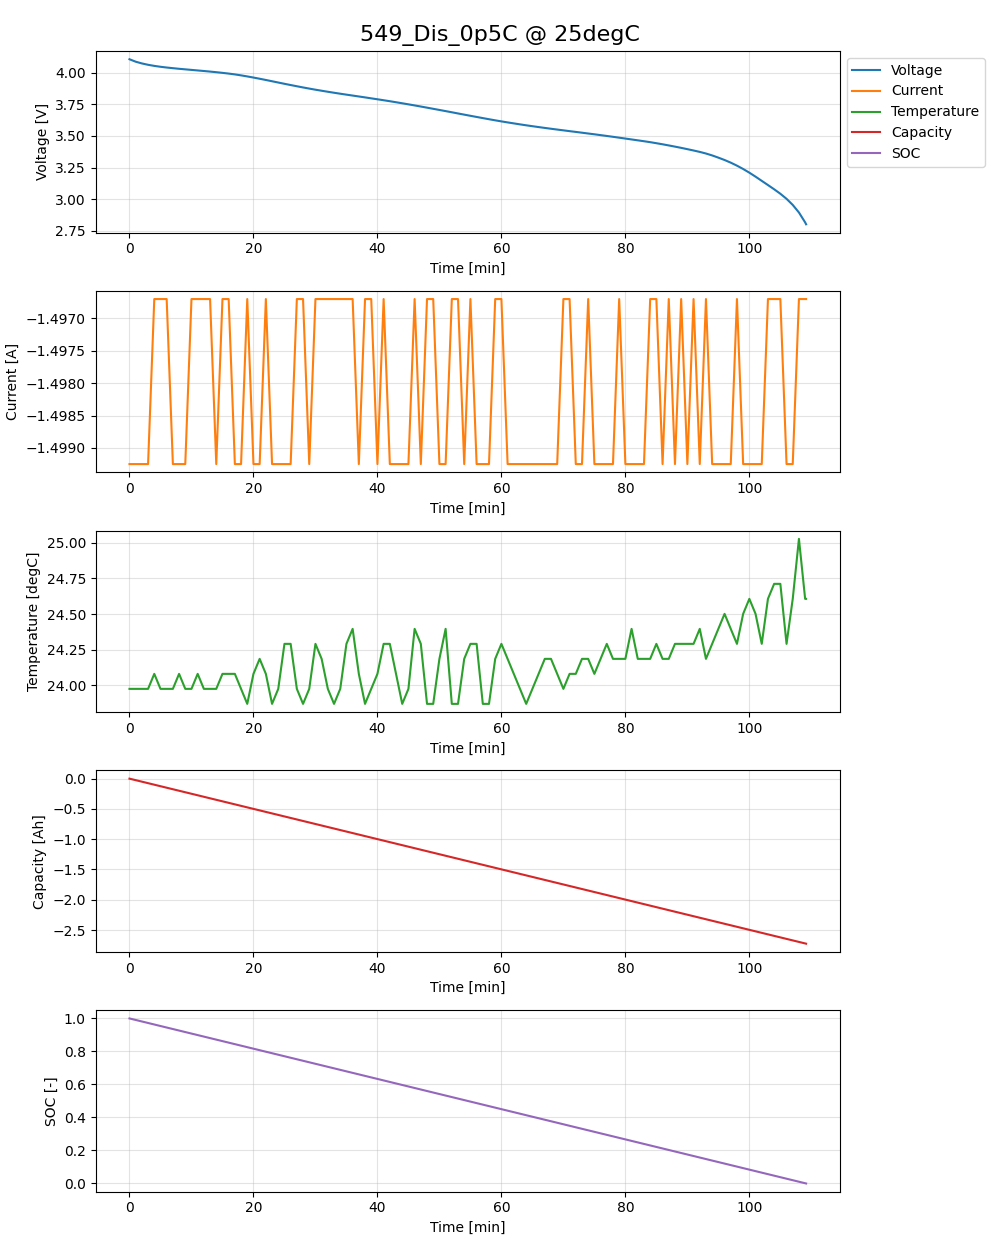 549_Dis_0p5C @ 25degC
Voltage
Current
Temperature
Capacity
SOC
Voltage [V]
4.00
3.75
3.50
3.25
3.00
2.75
0 20 40 60 80 100
Time [min]
Current [A]
−1.4970
−1.4975
−1.4980
−1.4985
−1.4990
0 20 40 60 80 100
Time [min]
Temperature [degC]
25.00
24.75
24.50
24.25
24.00
0 20 40 60 80 100
Time [min]
Capacity [Ah]
0.0
−0.5
−1.0
−1.5
−2.0
−2.5
0 20 40 60 80 100
Time [min]
SOC [-]
1.0
0.8
0.6
0.4
0.2
0.0
0 20 40 60 80 100
Time [min]